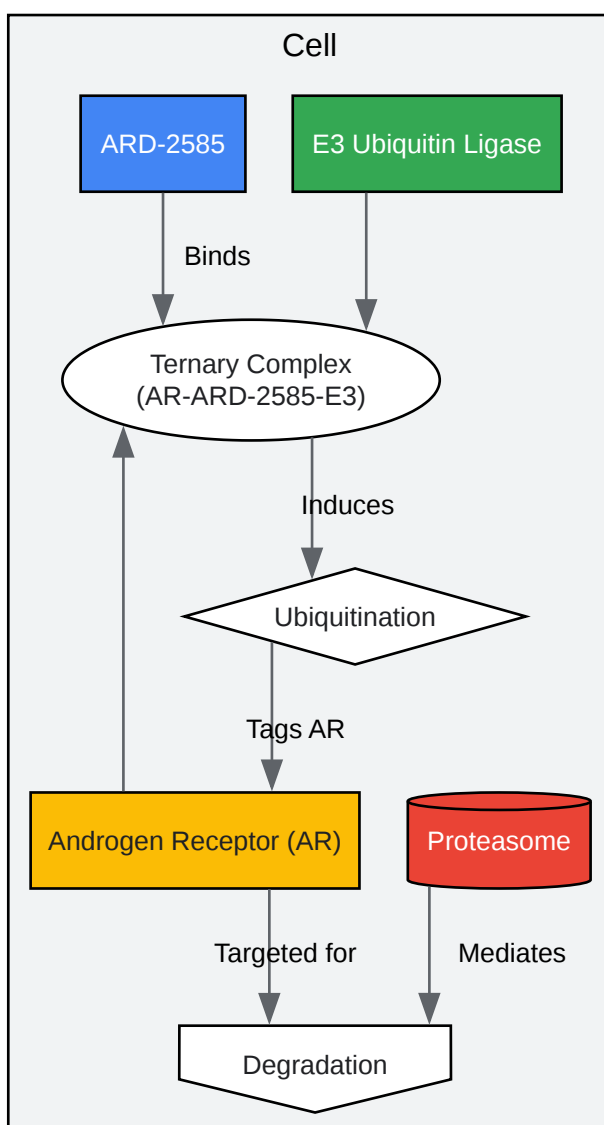 Cell
ARD-2585
E3 Ubiquitin Ligase
Binds
Ternary Complex
(AR-ARD-2585-E3)
Induces
Ubiquitination
Tags AR
Androgen Receptor (AR)
Proteasome
Targeted for
Mediates
Degradation